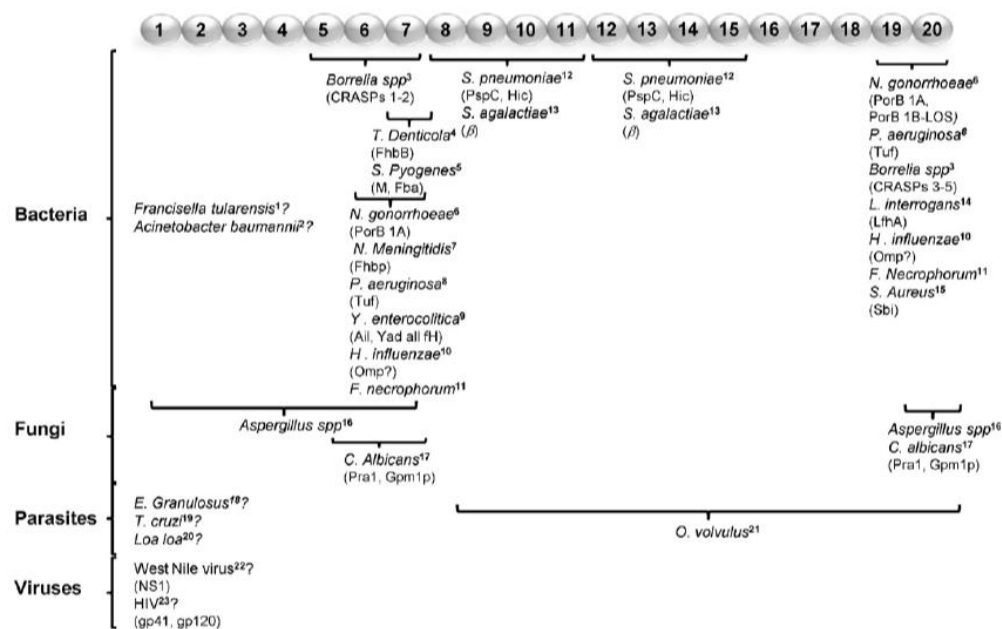 1 2 3 4 5 6 7 8 9 10 11 12 13 14 15 16 17 18 19 20
Bacteria
Francisella tularensis¹?
Acinetobacter baumannii²?
Borrelia spp³
(CRASPs 1-2)
T. Denticola⁴
(FhbB)
S. Pyogenes⁵
(M, Fba)
N. gonorrhoeae⁶
(PorB 1A)
N. Meningitidis⁷
(Fhbp)
P. aeruginosa⁸
(Tuf)
Y. enterocolitica⁹
(Ail, Yad all fH)
H. influenzae¹⁰
(Omp?)
F. necrophorum¹¹
S. pneumoniae¹²
(PspC, Hic)
S. agalactiae¹³
(β)
S. pneumoniae¹²
(PspC, Hic)
S. agalactiae¹³
(β)
N. gonorrhoeae⁶
(PorB 1A,
PorB 1B-LOS)
P. aeruginosa⁸
(Tuf)
Borrelia spp³
(CRASPs 3-5)
L. interrogans¹⁴
(LfhA)
H. influenzae¹⁰
(Omp?)
F. Necrophorum¹¹
S. Aureus¹⁵
(Sbi)
Fungi
Aspergillus spp¹⁶
C. Albicans¹⁷
(Pra1, Gpm1p)
Aspergillus spp¹⁶
C. albicans¹⁷
(Pra1, Gpm1p)
Parasites
E. Granulosus¹⁸?
T. cruzi¹⁹?
Loa loa²⁰?
O. volvulus²¹
Viruses
West Nile virus²²?
(NS1)
HIV²³?
(gp41, gp120)